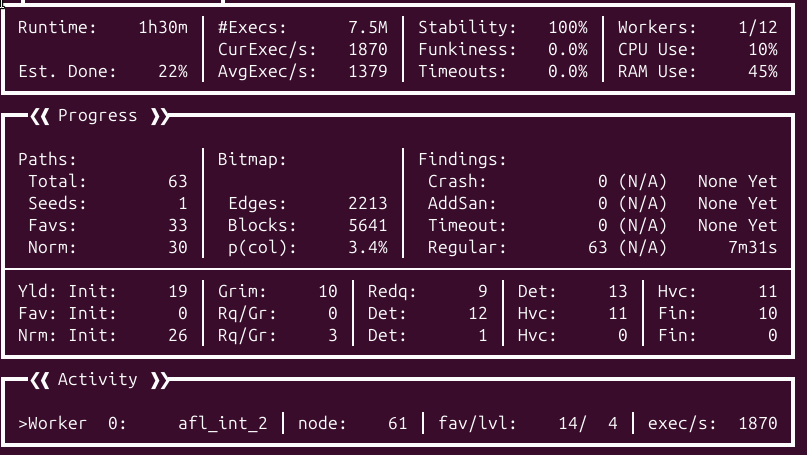 Runtime: 1h30m #Execs: 7.5M Stability: 100% Workers: 1/12
CurExec/s: 1870 Funkiness: 0.0% CPU Use: 10%
Est. Done: 22% AvgExec/s: 1379 Timeouts: 0.0% RAM Use: 45%
❮❮ Progress ❯❯
Paths: Bitmap: Findings:
Total: 63 Crash: 0 (N/A) None Yet
Seeds: 1 Edges: 2213 AddSan: 0 (N/A) None Yet
Favs: 33 Blocks: 5641 Timeout: 0 (N/A) None Yet
Norm: 30 p(col): 3.4% Regular: 63 (N/A) 7m31s
Yld: Init: 19 Grim: 10 Redq: 9 Det: 13 Hvc: 11
Fav: Init: 0 Rq/Gr: 0 Det: 12 Hvc: 11 Fin: 10
Nrm: Init: 26 Rq/Gr: 3 Det: 1 Hvc: 0 Fin: 0
❮❮ Activity ❯❯
>Worker 0: afl_int_2 node: 61 fav/lvl: 14/ 4 exec/s: 1870